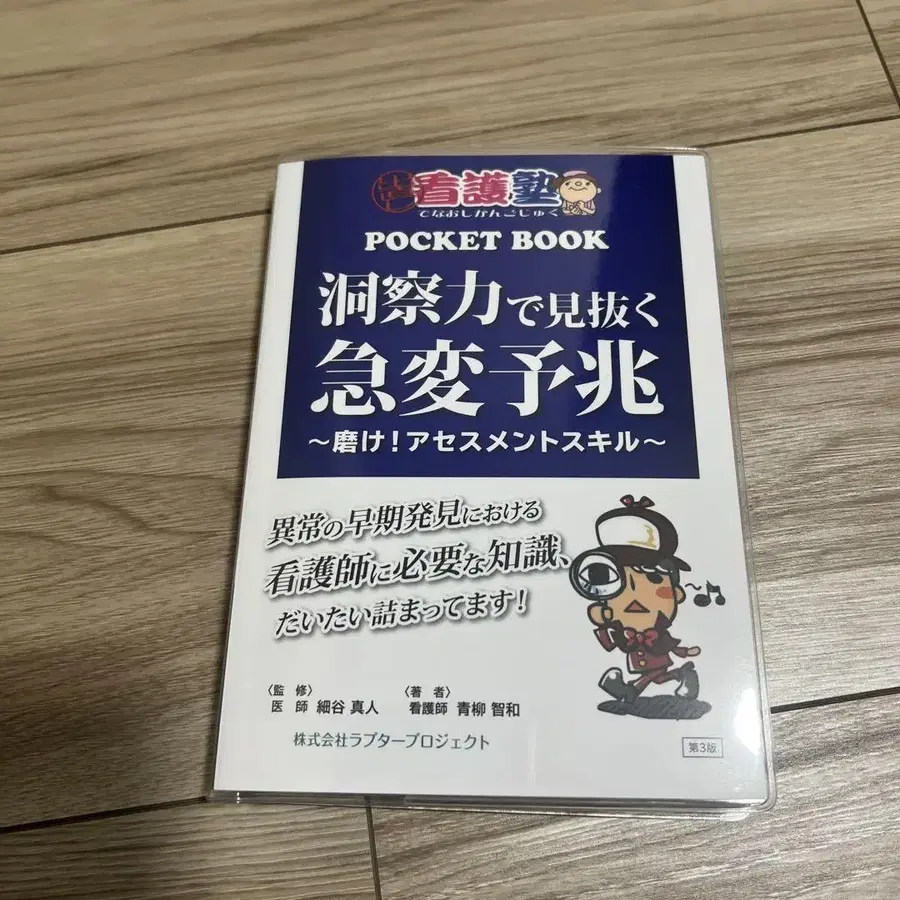 出直し看護塾
でなおしかんごじゅく
POCKET BOOK
洞察力で見抜く
急変予兆
～磨け！アセスメントスキル～
異常の早期発見における
看護師に必要な知識、
だいたい詰まってます！
〈監　修〉　〈著　者〉
医　師　細谷 真人　看護師　青柳 智和
株式会社ラプタープロジェクト
第3版